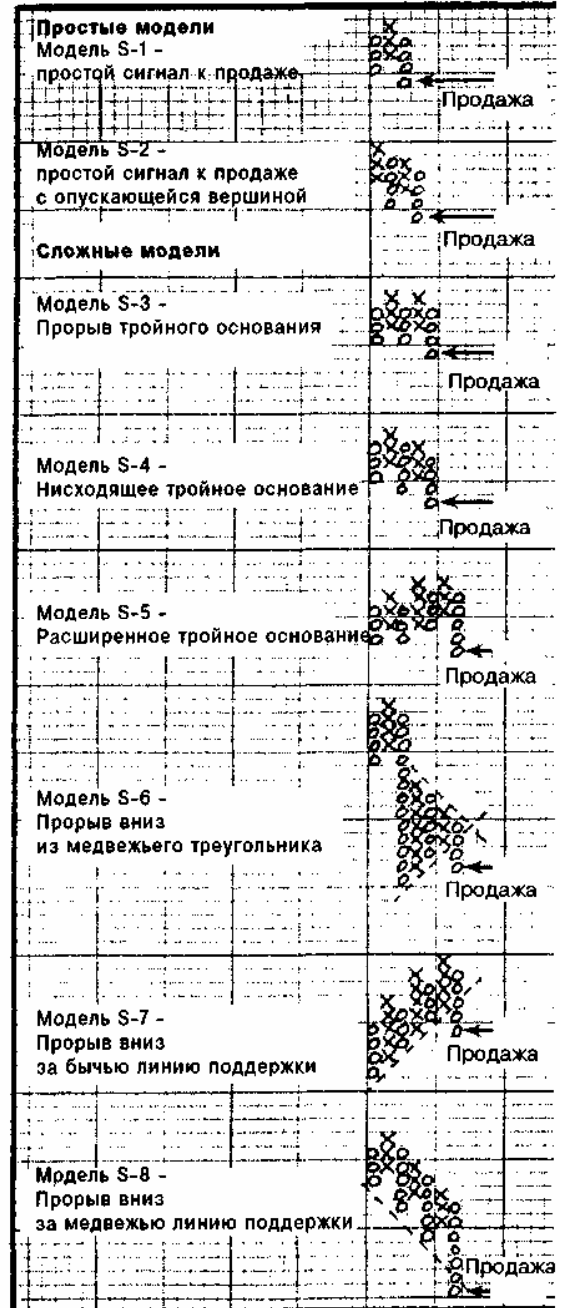 Простые модели
Модель S-1 -
простой сигнал к продаже
Продажа
Модель S-2 -
простой сигнал к продаже
с опускающейся вершиной
Продажа
Сложные модели
Модель S-3 -
Прорыв тройного основания
Продажа
Модель S-4 -
Нисходящее тройное основание
Продажа
Модель S-5 -
Расширенное тройное основание
Продажа
Модель S-6 -
Прорыв вниз
из медвежьего треугольника
Продажа
Модель S-7 -
Прорыв вниз
за бычью линию поддержки
Продажа
Модель S-8 -
Прорыв вниз
за медвежью линию поддержки
Продажа